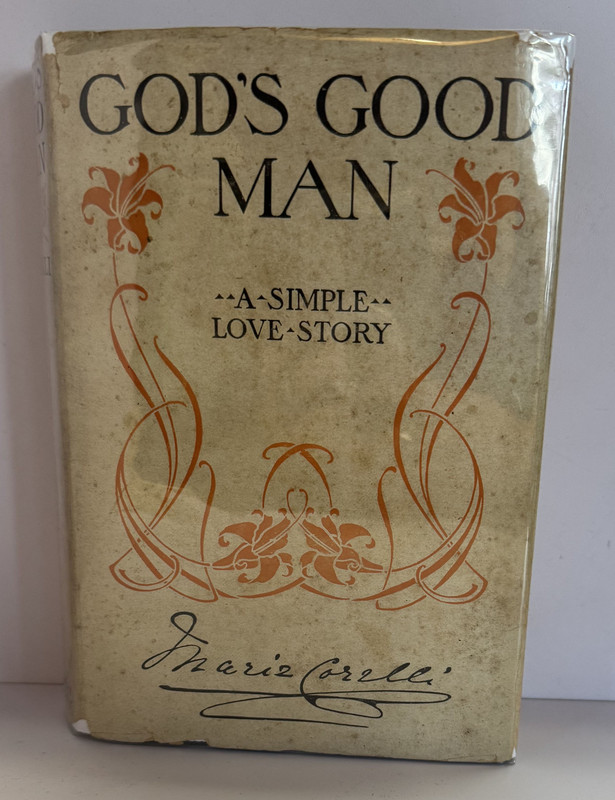 GOD'S GOOD
MAN
A SIMPLE
LOVE STORY
Marie Corelli